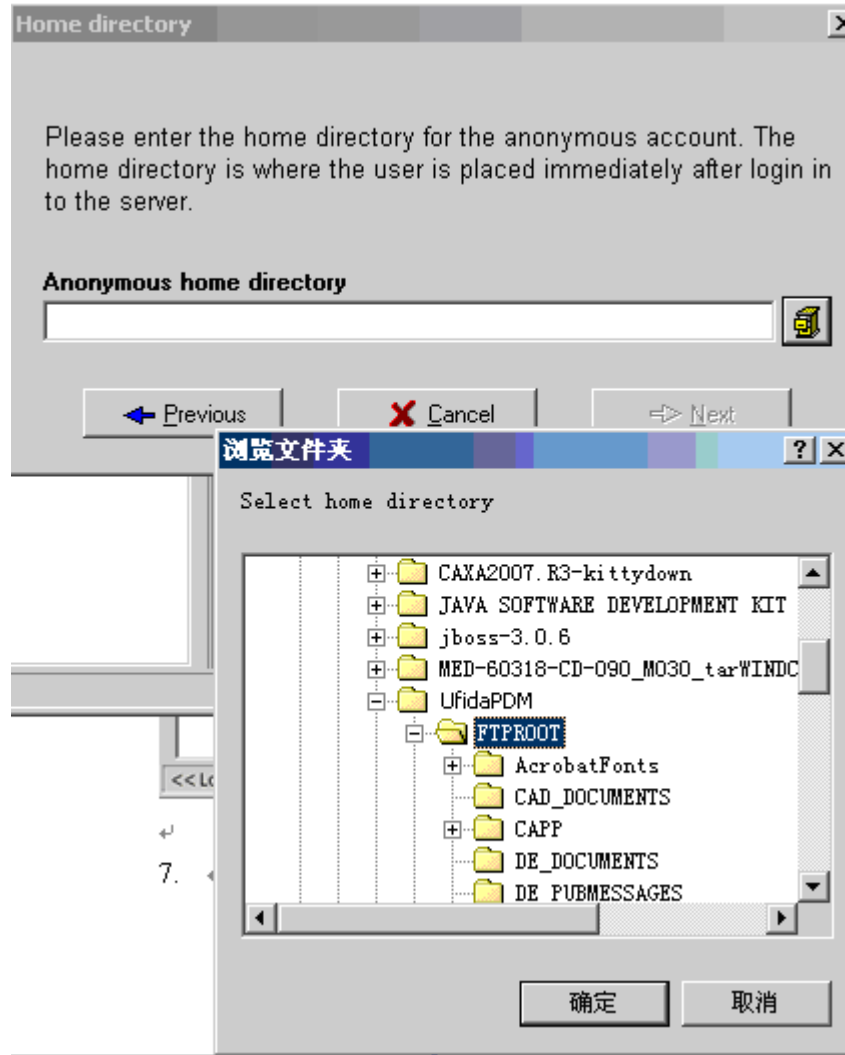 Home directory
Please enter the home directory for the anonymous account. The
home directory is where the user is placed immediately after login in
to the server.
Anonymous home directory
Previous
Cancel
Next
浏览文件夹
Select home directory
CAXA2007.R3-kittydown
JAVA SOFTWARE DEVELOPMENT KIT
jboss-3.0.6
MED-60318-CD-090_M030_tarWINDC
UfidaPDM
FTPROOT
AcrobatFonts
CAD_DOCUMENTS
CAPP
DE_DOCUMENTS
DE_PUBMESSAGES
<<Lo
7.
确定
取消